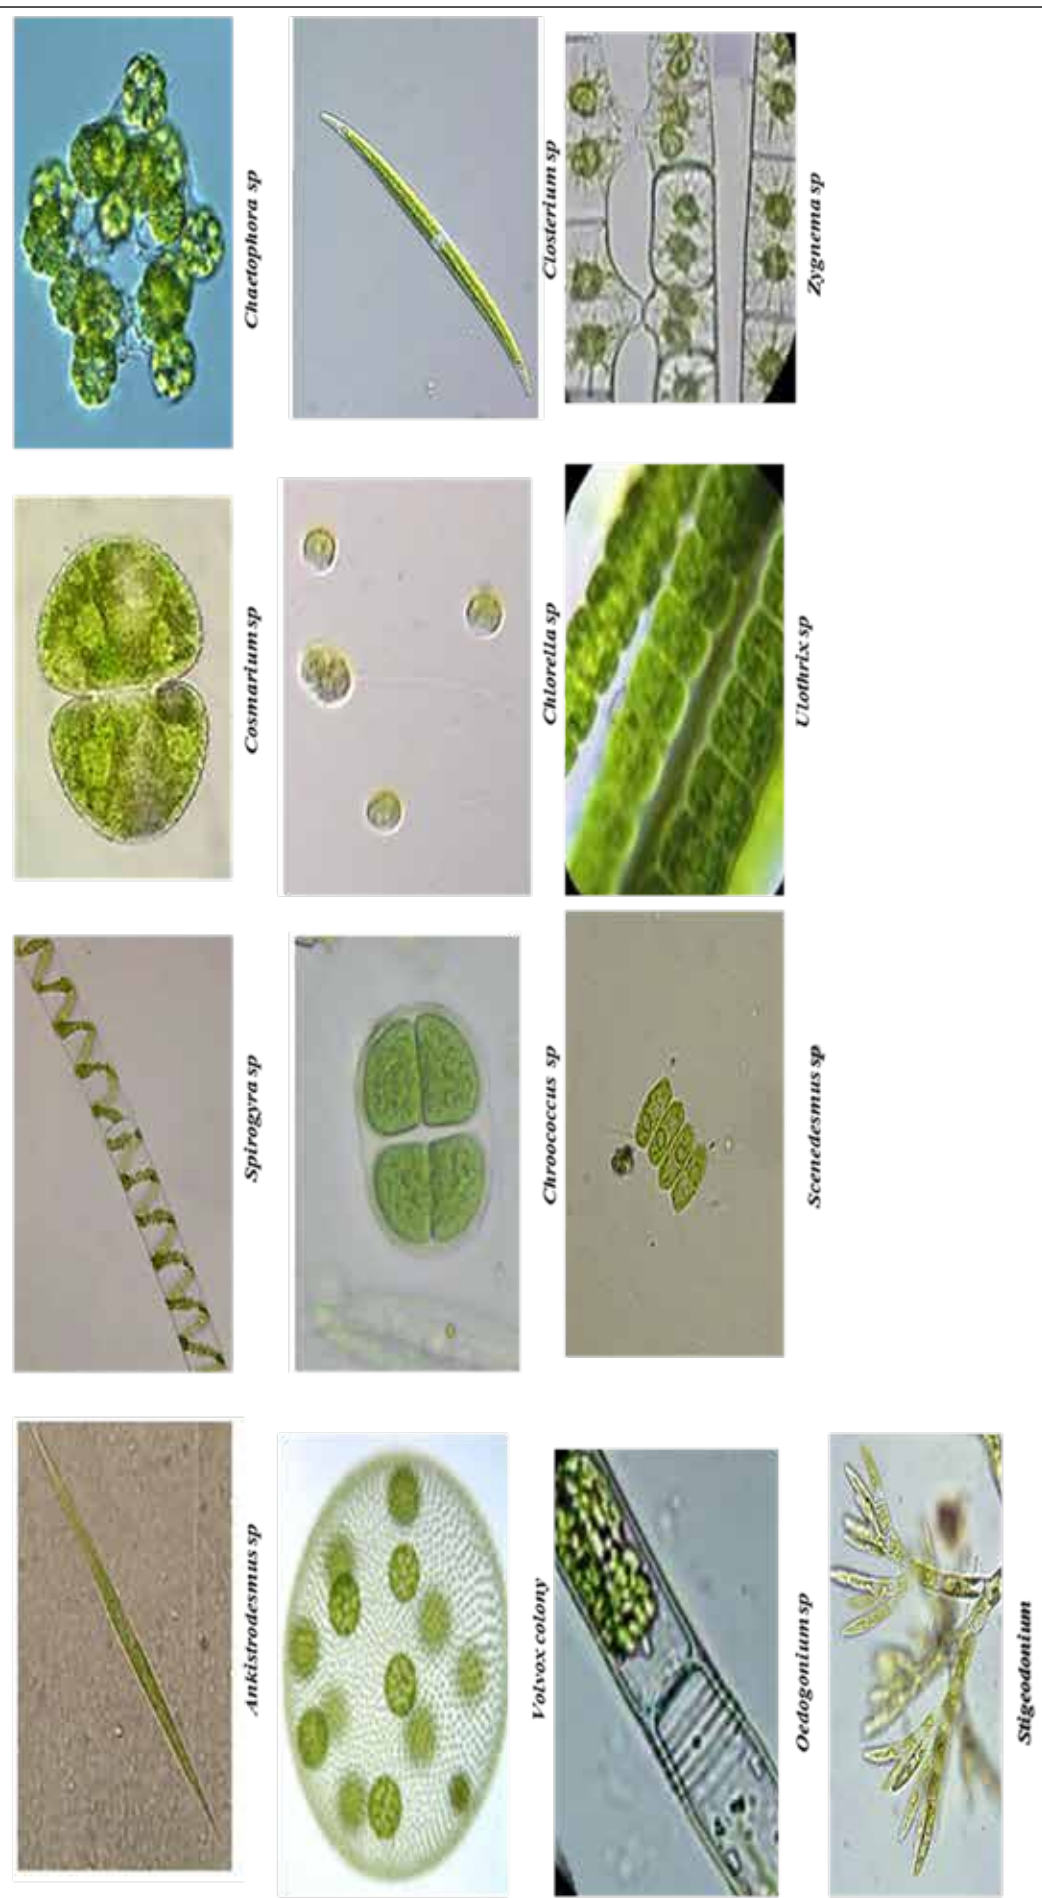 Ankistrodesmus sp
Spirogyra sp
Cosmarium sp
Chaetophora sp
Volvox colony
Chroococcus  sp
Chlorella sp
Closterium sp
Oedogonium sp
Scenedesmus sp
Ulothrix sp
Zygnema sp
Stigeodonium